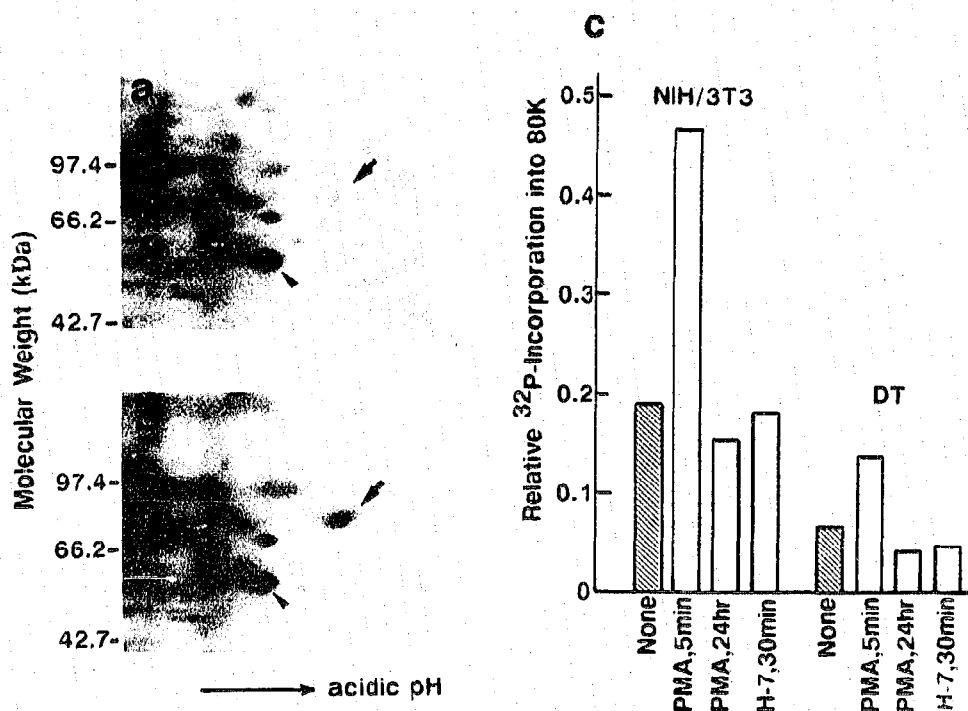 a
97.4-
66.2-
42.7-
97.4-
66.2-
42.7-
Molecular Weight (kDa)
→ acidic pH
C
Relative 32P-Incorporation into 80K
0.5
0.4
0.3
0.2
0.1
0
NIH/3T3
DT
None
PMA,5min
PMA,24hr
H-7,30min
None
PMA,5min
PMA,24hr
H-7,30min